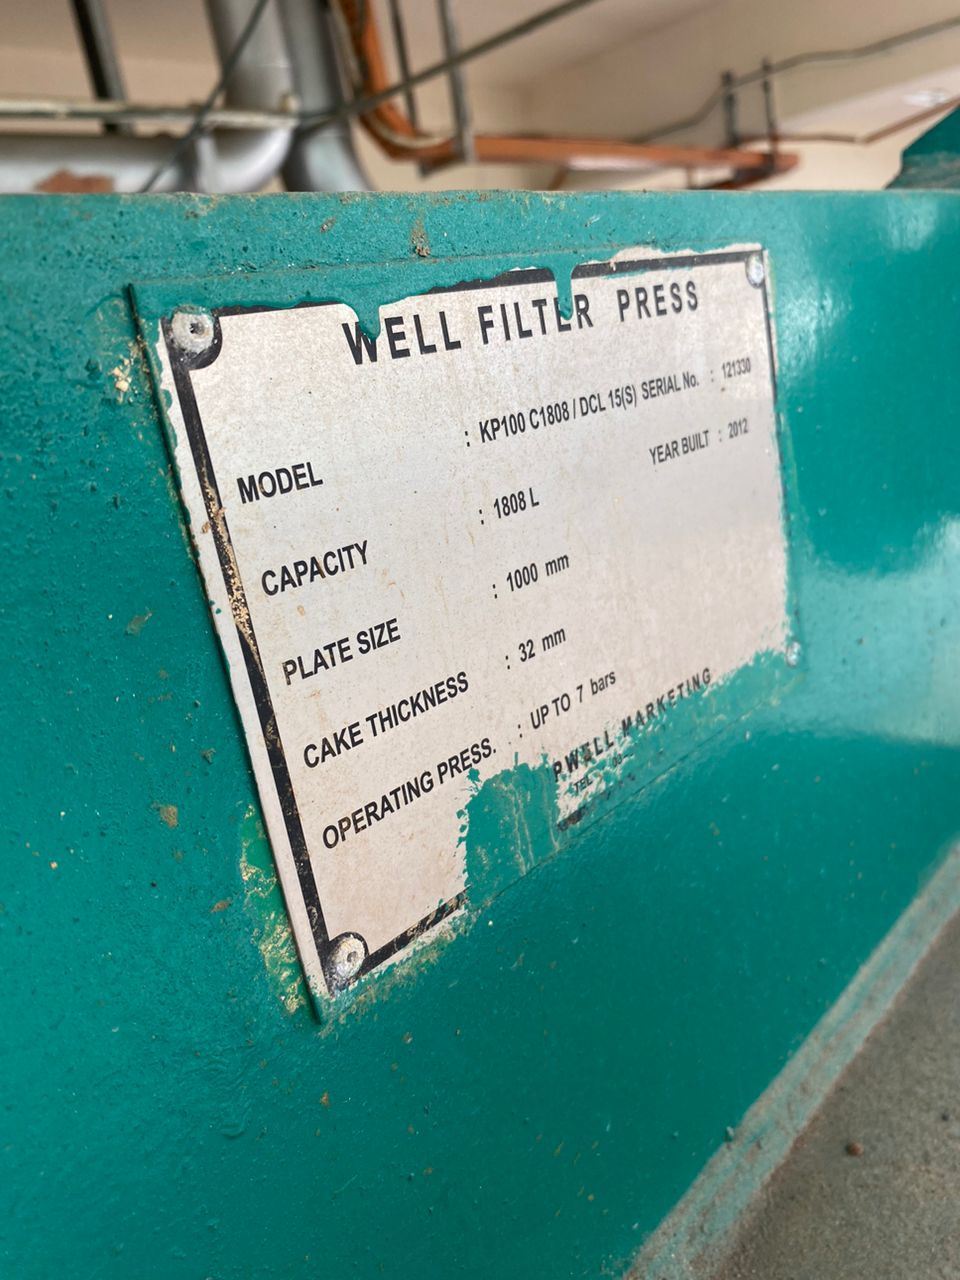 WELL FILTER PRESS
MODEL : KP100 C1808 / DCL 15(S) SERIAL No. : 121330
YEAR BUILT : 2012
CAPACITY : 1808 L
PLATE SIZE : 1000 mm
CAKE THICKNESS : 32 mm
OPERATING PRESS. : UP TO 7 bars
PWELL MARKETING
TEL